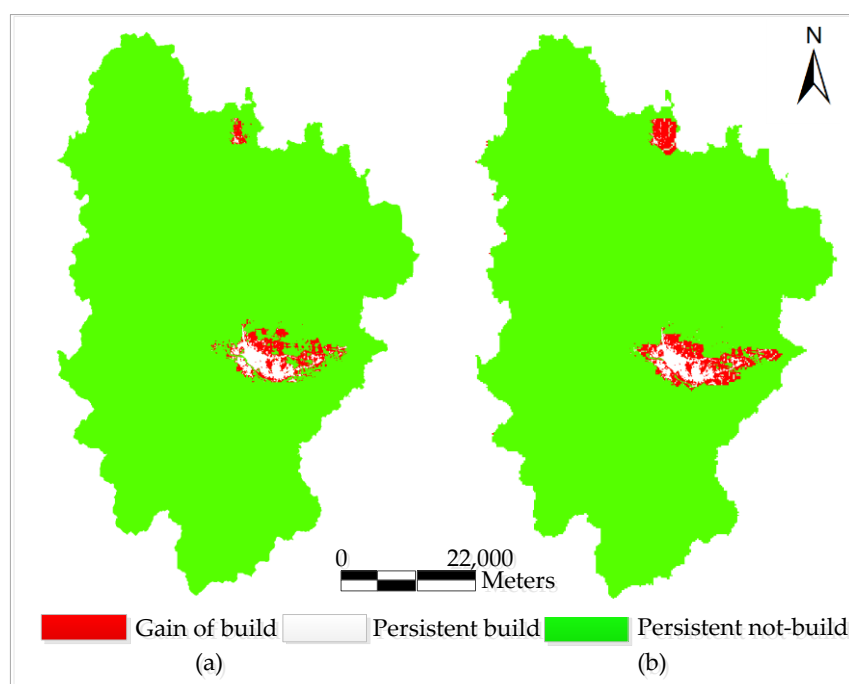 N
0 22,000
Meters
Gain of build Persistent build Persistent not-build
(a) (b)